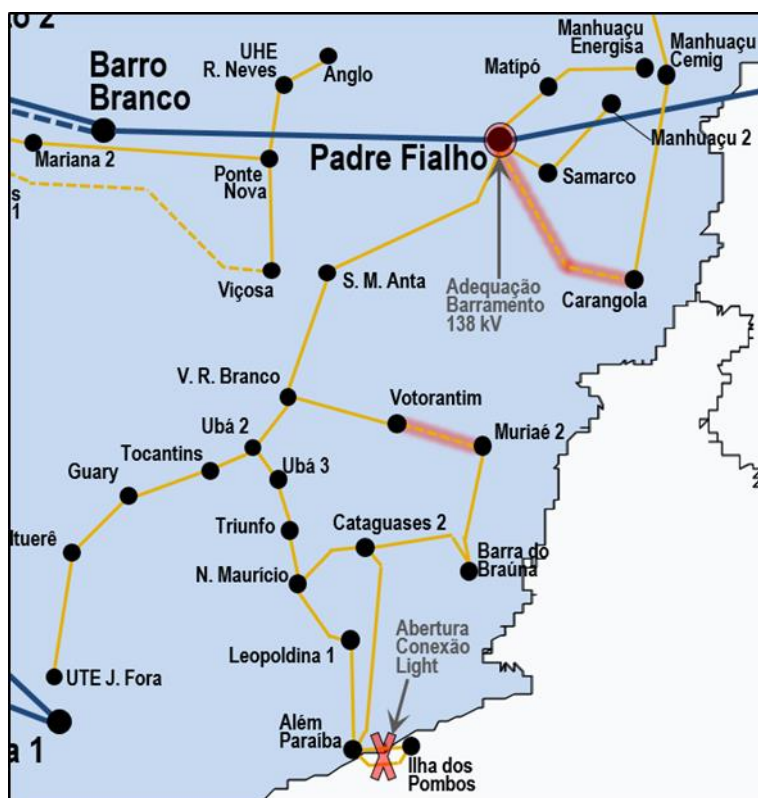 to 2
Manhuaçu
Energisa
Manhuaçu
Cemig
UHE
R. Neves
Anglo
Barro
Branco
Matipó
Manhuaçu 2
Padre Fialho
Mariana 2
Ponte
Nova
Samarco
s
1
Viçosa
S. M. Anta
Adequação
Barramento
138 kV
Carangola
V. R. Branco
Votorantim
Ubá 2
Muriaé 2
Tocantins
Guary
Ubá 3
Triunfo
Cataguases 2
Ituerê
Barra do
Braúna
N. Maurício
Leopoldina 1
Abertura
Conexão
Light
UTE J. Fora
Além
Paraíba
a 1
Ilha dos
Pombos